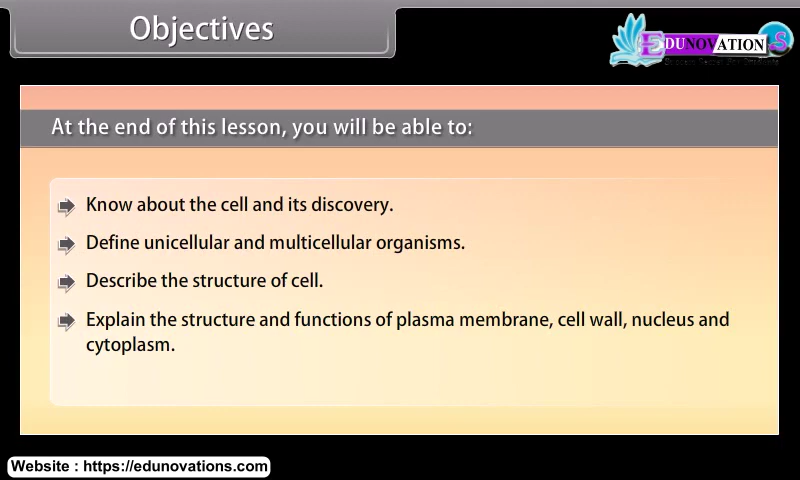 Objectives
EDUNOVATIONS
At the end of this lesson, you will be able to:
Know about the cell and its discovery.
Define unicellular and multicellular organisms.
Describe the structure of cell.
Explain the structure and functions of plasma membrane, cell wall, nucleus and
cytoplasm.
Website : https://edunovations.com